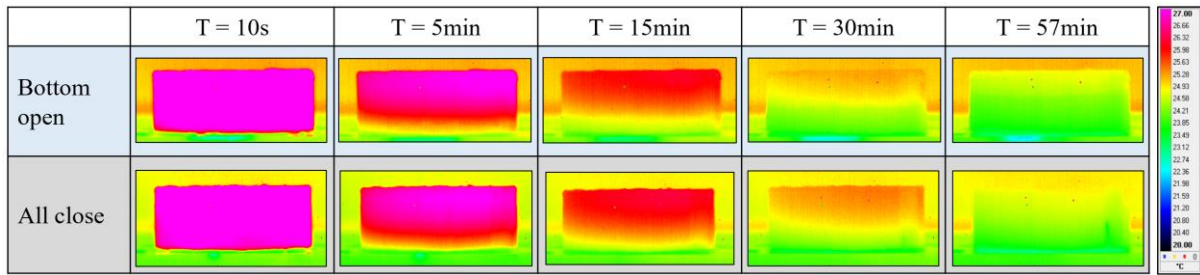 T = 10s
T = 5min
T = 15min
T = 30min
T = 57min
Bottom
open
All close
27.00
26.66
26.32
25.98
25.63
25.28
24.93
24.58
24.21
23.85
23.49
23.12
22.74
22.36
21.98
21.59
21.20
20.80
20.40
20.00
°C